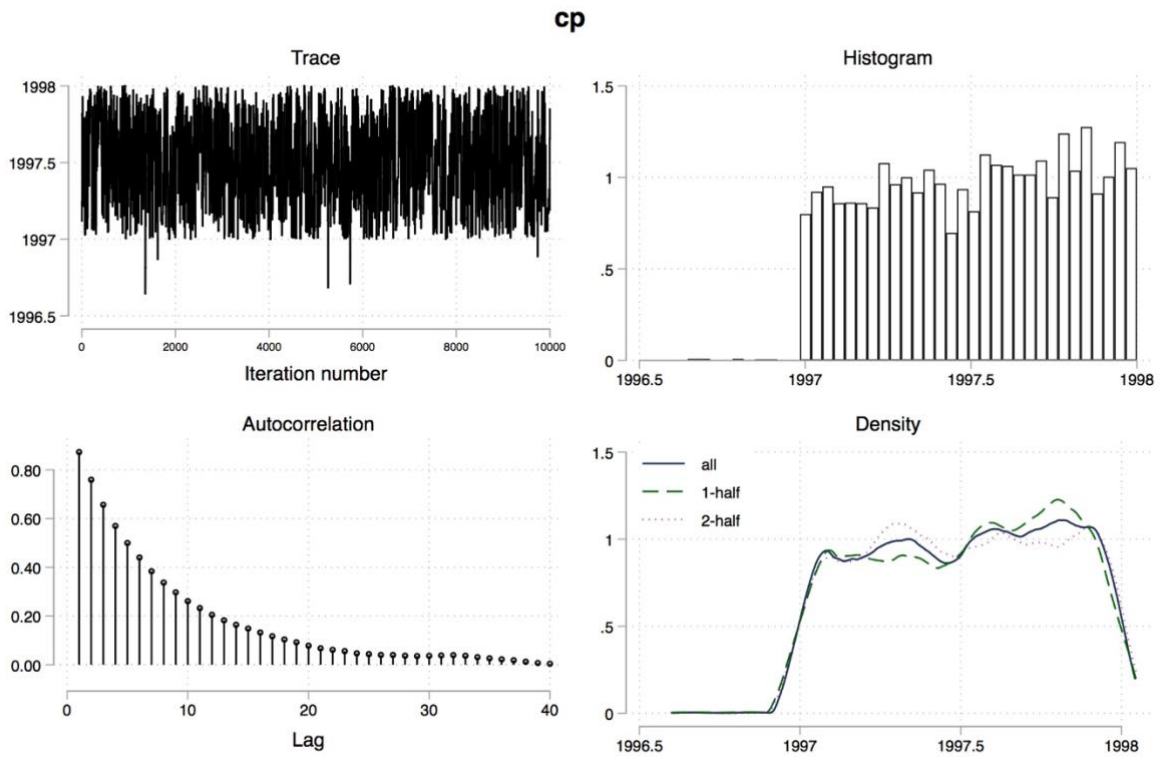 cp
Trace
1998
1997.5
1997
1996.5
0 2000 4000 6000 8000 10000
Iteration number
Histogram
1.5
1
.5
0
1996.5 1997 1997.5 1998
Autocorrelation
0.80
0.60
0.40
0.20
0.00
0 10 20 30 40
Lag
Density
1.5
1
.5
0
all
1-half
2-half
1996.5 1997 1997.5 1998